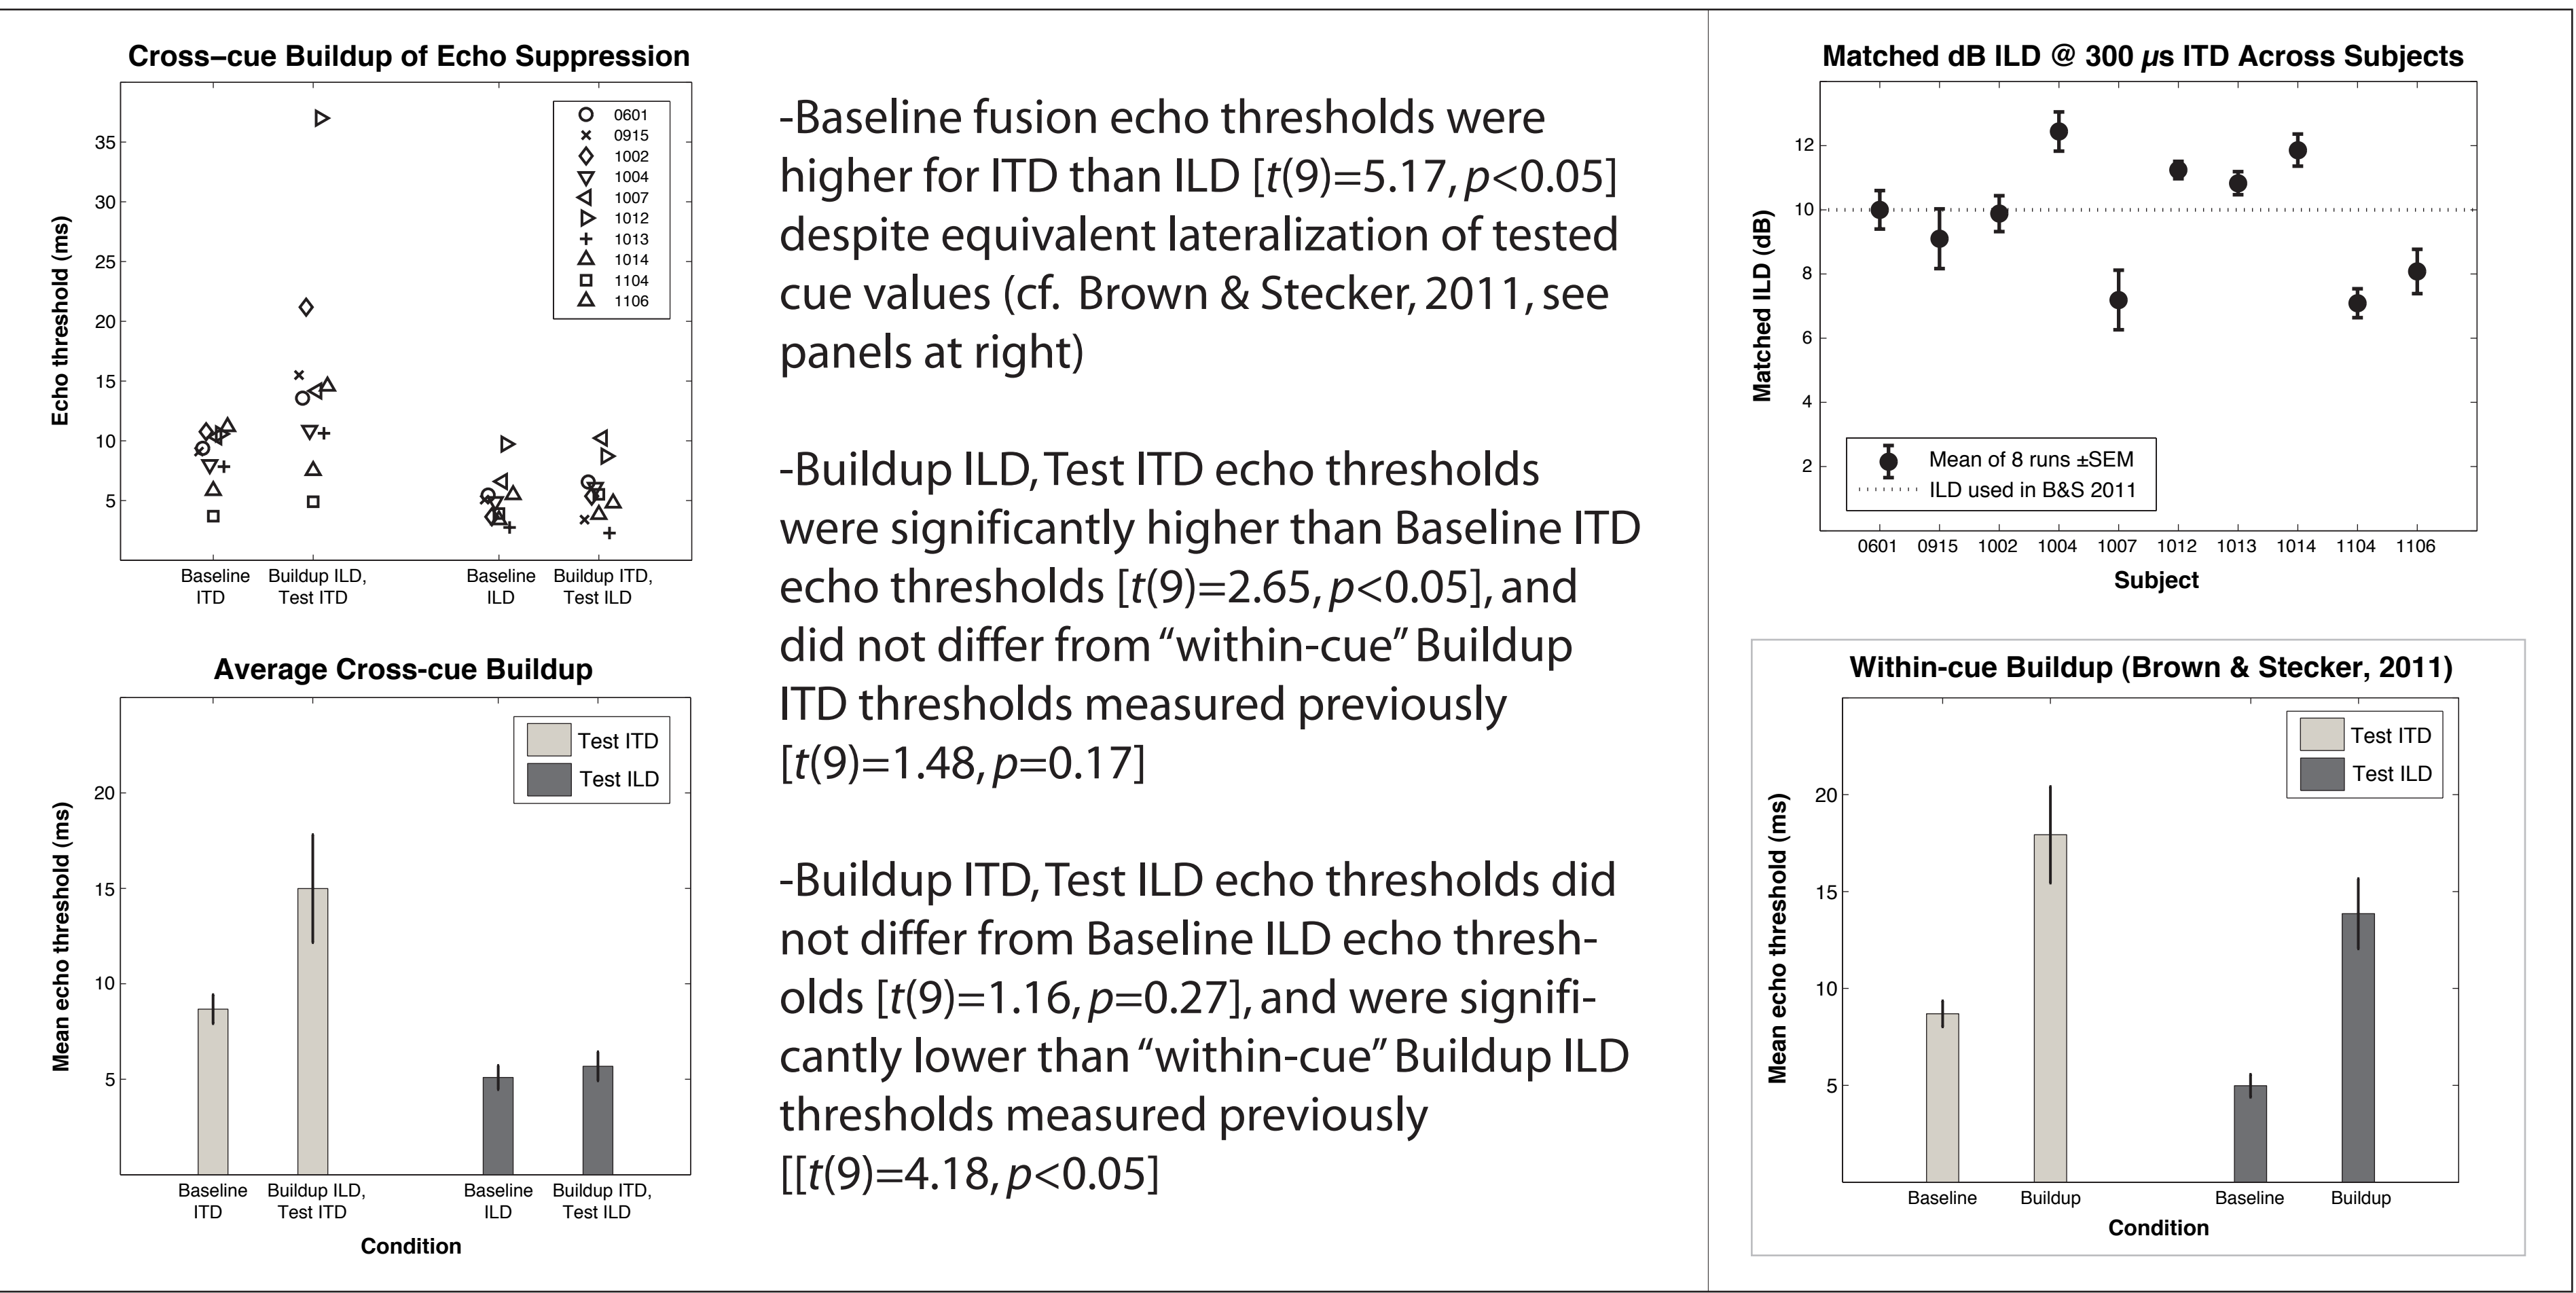 Cross–cue Buildup of Echo Suppression
Echo threshold (ms)
35
30
25
20
15
10
5
0601
0915
1002
1004
1007
1012
1013
1014
1104
1106
Baseline ITD
Buildup ILD, Test ITD
Baseline ILD
Buildup ITD, Test ILD
Average Cross-cue Buildup
Mean echo threshold (ms)
20
15
10
5
Test ITD
Test ILD
Baseline ITD
Buildup ILD, Test ITD
Baseline ILD
Buildup ITD, Test ILD
Condition
-Baseline fusion echo thresholds were
higher for ITD than ILD [t(9)=5.17, p<0.05]
despite equivalent lateralization of tested
cue values (cf. Brown & Stecker, 2011, see
panels at right)
-Buildup ILD, Test ITD echo thresholds
were significantly higher than Baseline ITD
echo thresholds [t(9)=2.65, p<0.05], and
did not differ from “within-cue” Buildup
ITD thresholds measured previously
[t(9)=1.48, p=0.17]
-Buildup ITD, Test ILD echo thresholds did
not differ from Baseline ILD echo thresh-
olds [t(9)=1.16, p=0.27], and were signifi-
cantly lower than “within-cue” Buildup ILD
thresholds measured previously
[[t(9)=4.18, p<0.05]
Matched dB ILD @ 300 µs ITD Across Subjects
Matched ILD (dB)
12
10
8
6
4
2
Mean of 8 runs ±SEM
ILD used in B&S 2011
0601 0915 1002 1004 1007 1012 1013 1014 1104 1106
Subject
Within-cue Buildup (Brown & Stecker, 2011)
Mean echo threshold (ms)
20
15
10
5
Test ITD
Test ILD
Baseline Buildup Baseline Buildup
Condition